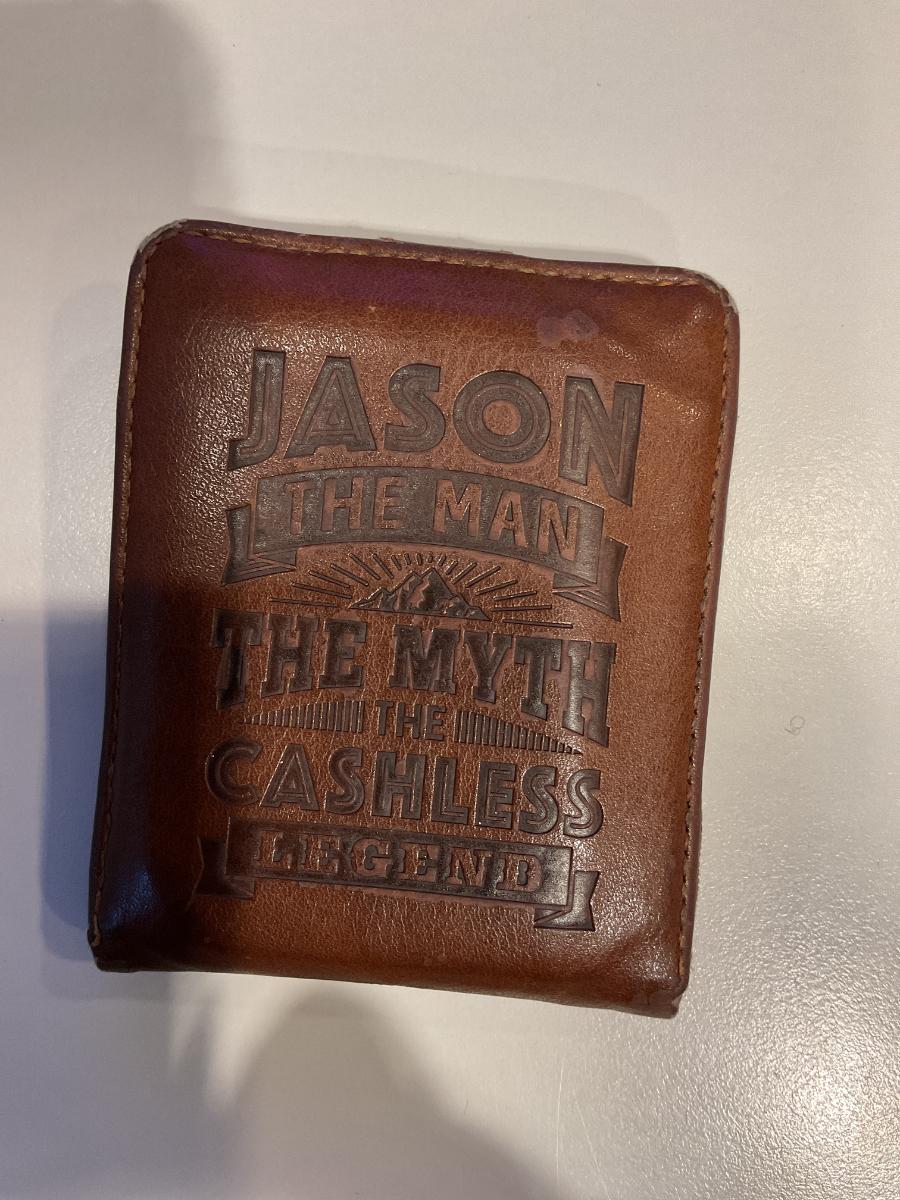 JASON
THE MAN
THE MYTH
THE
CASHLESS
LEGEND